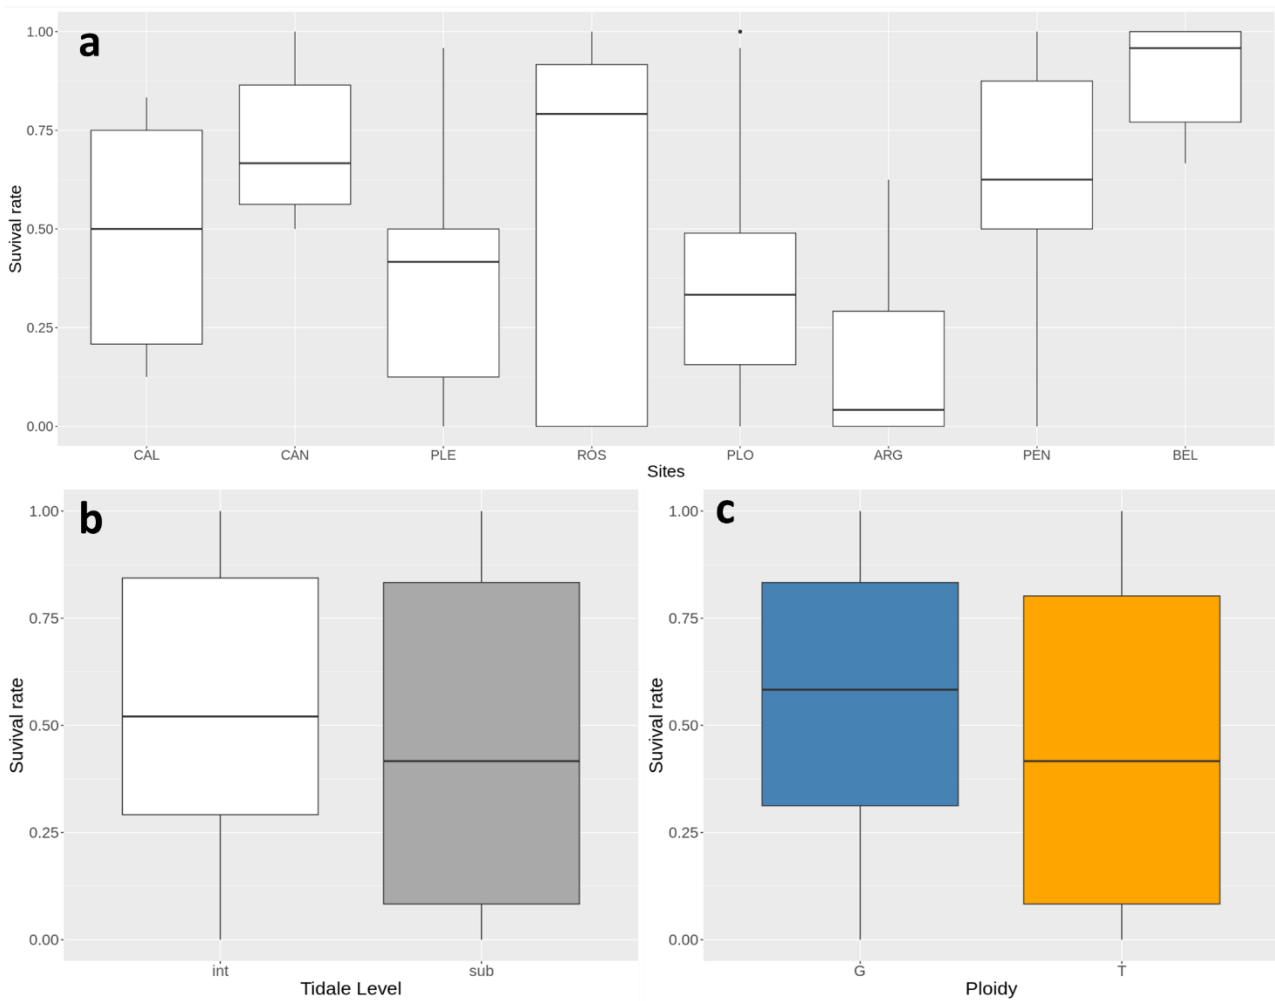 a
Suvival rate
1.00
0.75
0.50
0.25
0.00
CAL CAN PLE ROS PLO ARG PEN BEL
Sites
b
Suvival rate
1.00
0.75
0.50
0.25
0.00
int sub
Tidale Level
c
Suvival rate
1.00
0.75
0.50
0.25
0.00
G T
Ploidy